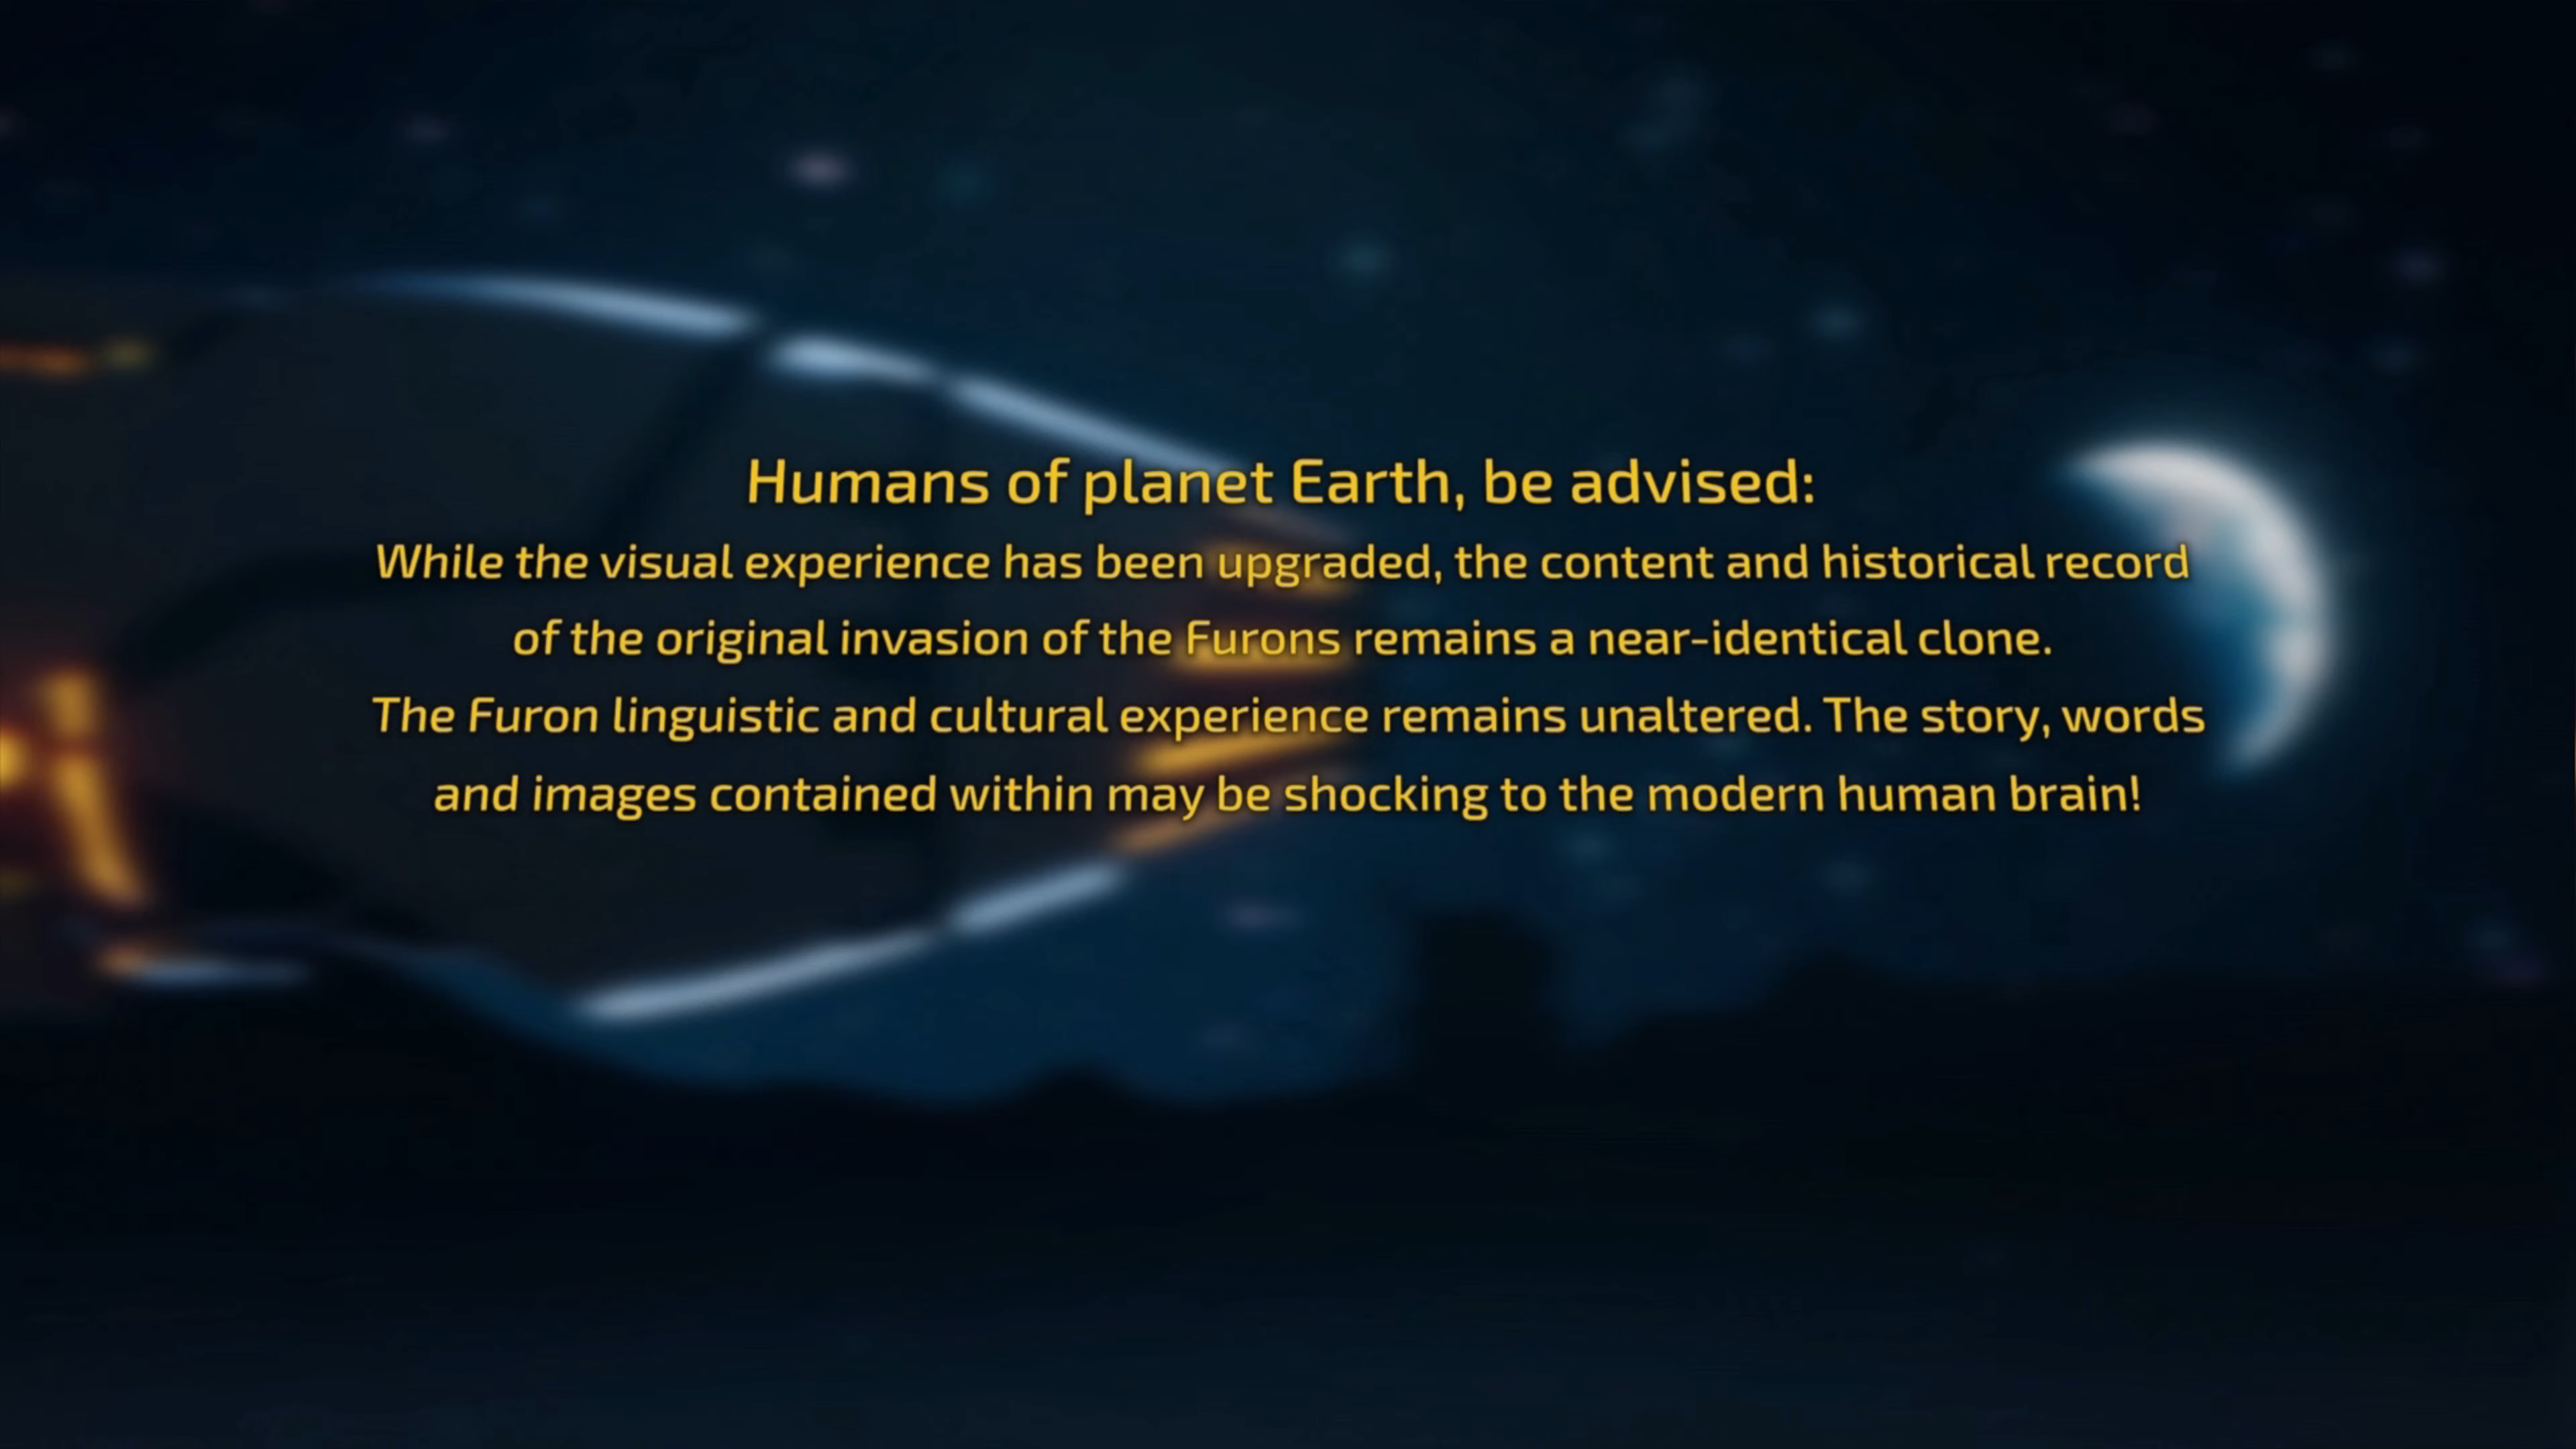 Humans of planet Earth, be advised:
While the visual experience has been upgraded, the content and historical record
of the original invasion of the Furons remains a near-identical clone.
The Furon linguistic and cultural experience remains unaltered. The story, words
and images contained within may be shocking to the modern human brain!